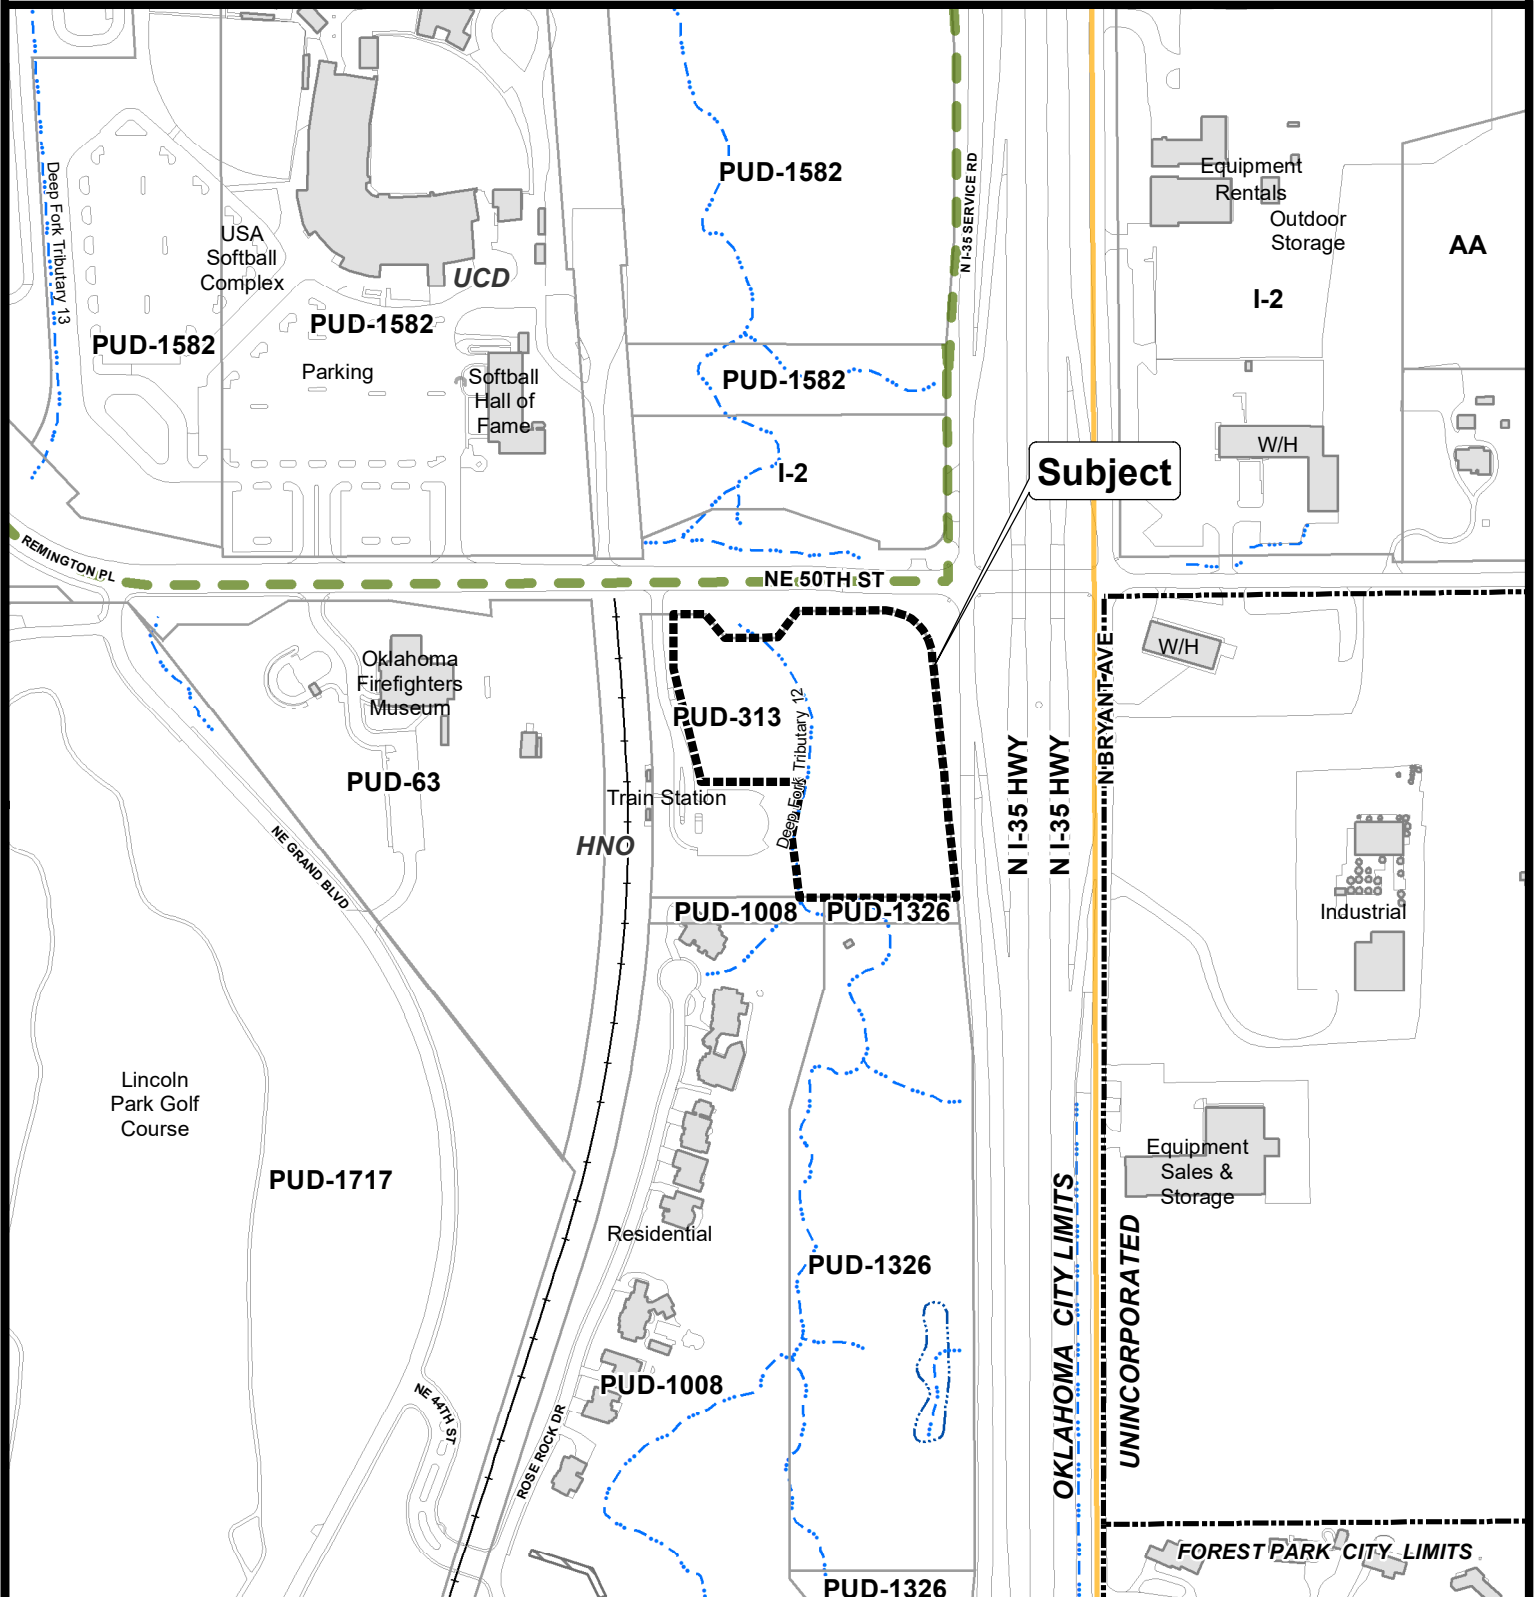 PUD-1582
N I-35 SERVICE RD
Equipment
Rentals
Outdoor
Storage
AA
I-2
Deep Fork Tributary 13
USA
Softball
Complex
UCD
PUD-1582
PUD-1582
Parking
Softball
Hall of
Fame
PUD-1582
I-2
W/H
Subject
REMINGTON PL
NE 50TH ST
W/H
Oklahoma
Firefighters
Museum
PUD-63
PUD-313
Deep Fork Tributary 12
Train Station
HNO
NE GRAND BLVD
N I-35 HWY
N I-35 HWY
N BRYANT AVE
Industrial
PUD-1008
PUD-1326
Lincoln
Park Golf
Course
PUD-1717
Residential
PUD-1326
Equipment
Sales &
Storage
OKLAHOMA CITY LIMITS
UNINCORPORATED
PUD-1008
NE 44TH ST
ROSE ROCK DR
FOREST PARK CITY LIMITS
PUD-1326